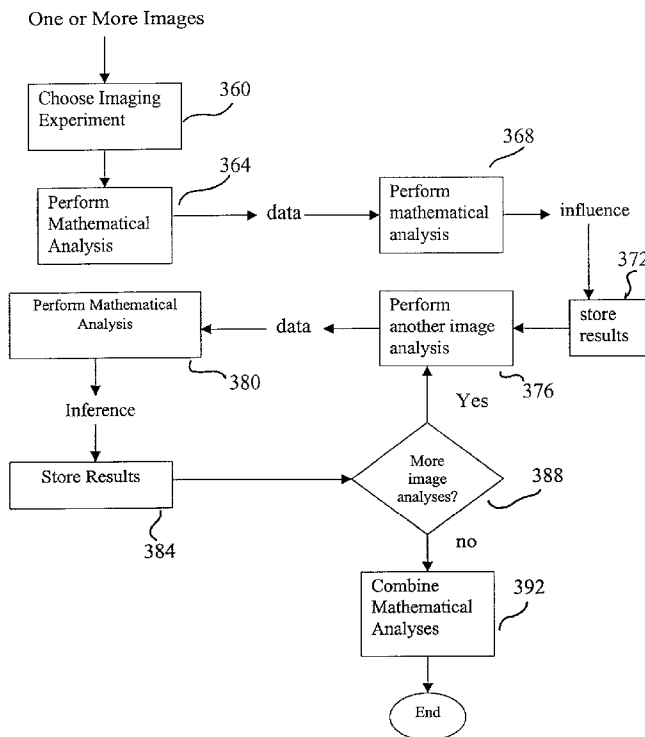 One or More Images
Choose Imaging
Experiment
360
364
Perform
Mathematical
Analysis
data
368
Perform
mathematical
analysis
influence
372
store
results
Perform
another image
analysis
376
data
Perform Mathematical
Analysis
380
Inference
Store Results
384
Yes
More
image
analyses?
388
no
Combine
Mathematical
Analyses
392
End